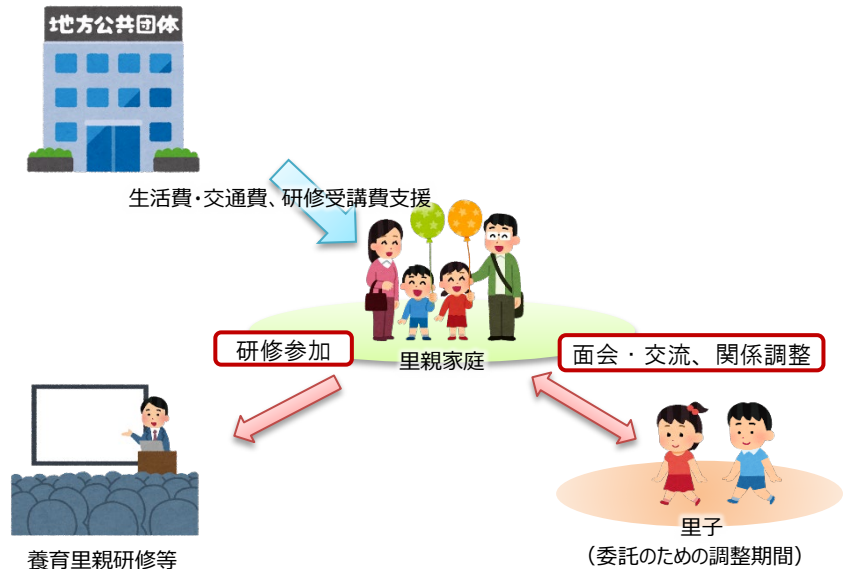 地方公共団体
生活費・交通費、研修受講費支援
研修参加
里親家庭
面会・交流、関係調整
里子
（委託のための調整期間）
養育里親研修等